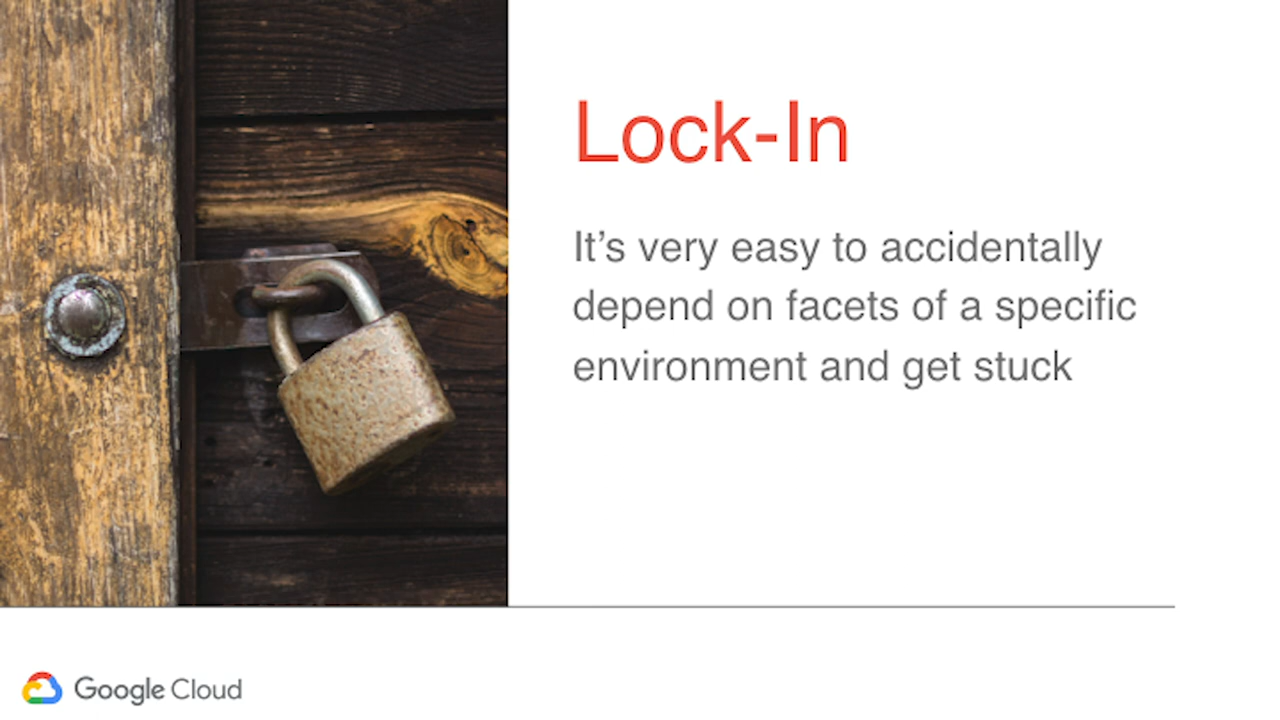 Lock-In
It’s very easy to accidentally
depend on facets of a specific
environment and get stuck
Google Cloud